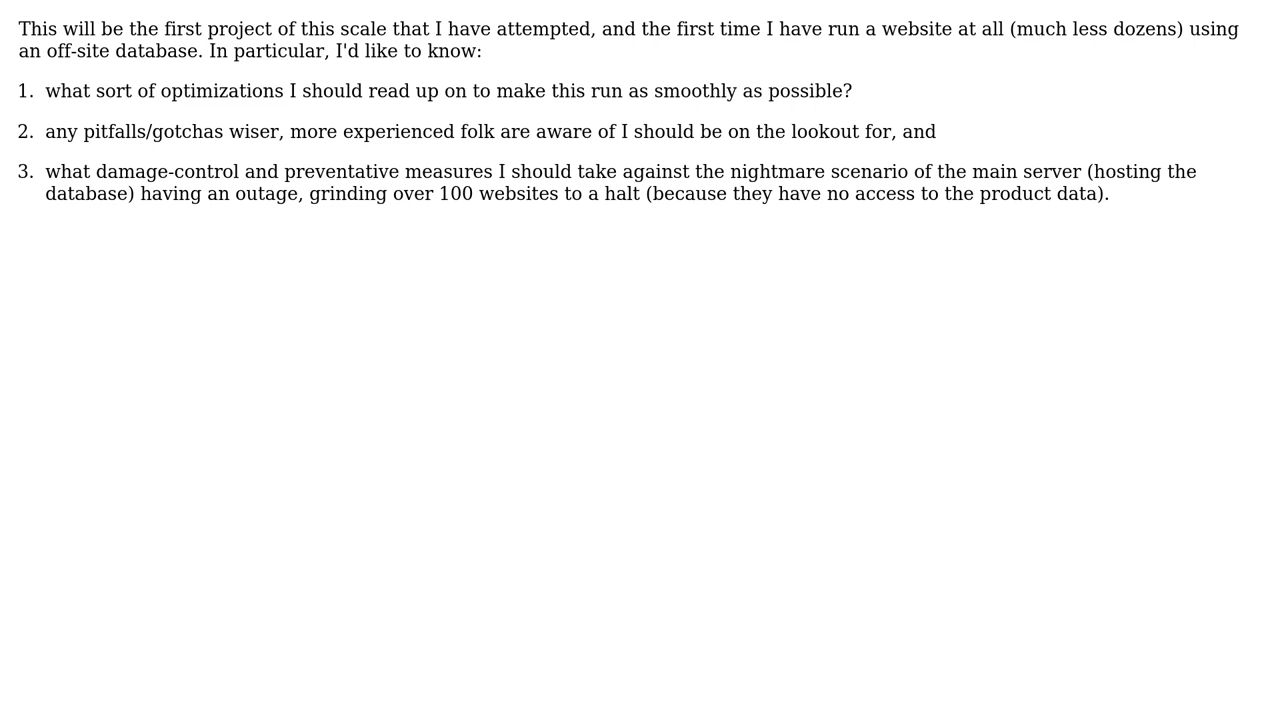 This will be the first project of this scale that I have attempted, and the first time I have run a website at all (much less dozens) using
an off-site database. In particular, I'd like to know:
1. what sort of optimizations I should read up on to make this run as smoothly as possible?
2. any pitfalls/gotchas wiser, more experienced folk are aware of I should be on the lookout for, and
3. what damage-control and preventative measures I should take against the nightmare scenario of the main server (hosting the
database) having an outage, grinding over 100 websites to a halt (because they have no access to the product data).